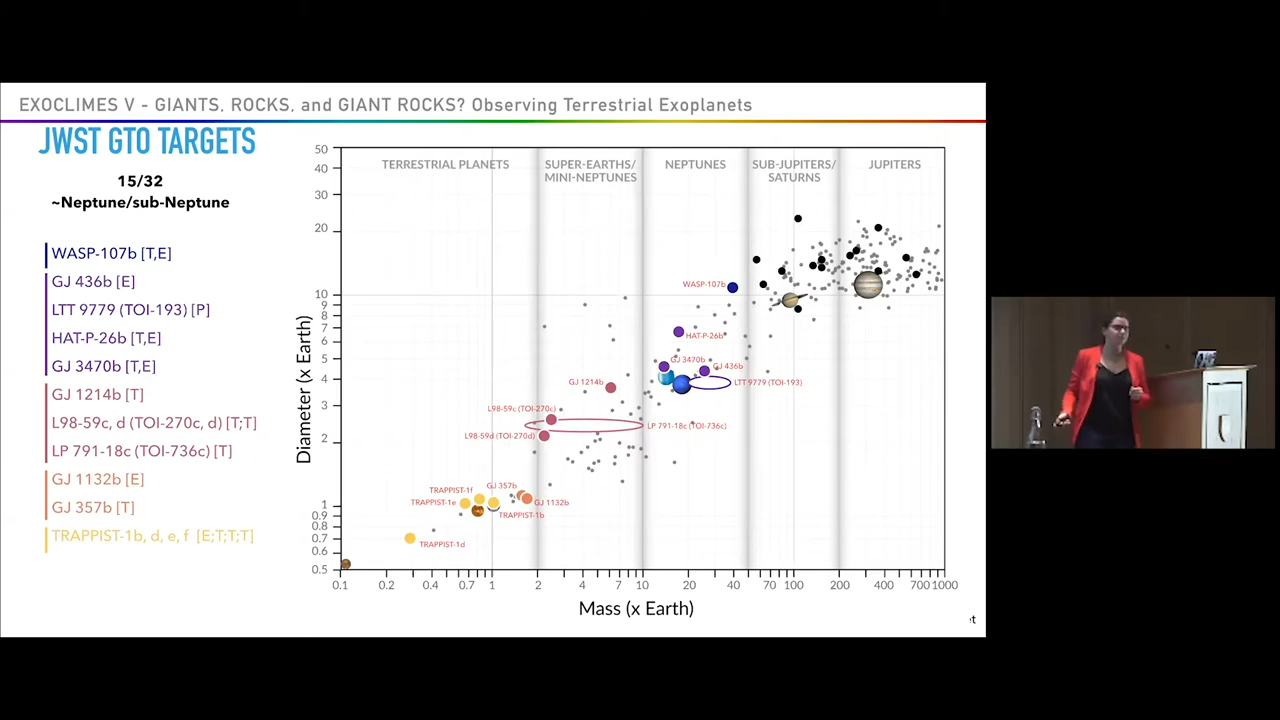 EXOCLIMES V - GIANTS, ROCKS, and GIANT ROCKS? Observing Terrestrial Exoplanets
JWST GTO TARGETS
15/32
~Neptune/sub-Neptune
WASP-107b [T,E]
GJ 436b [E]
LTT 9779 (TOI-193) [P]
HAT-P-26b [T,E]
GJ 3470b [T,E]
GJ 1214b [T]
L98-59c, d (TOI-270c, d) [T;T]
LP 791-18c (TOI-736c) [T]
GJ 1132b [E]
GJ 357b [T]
TRAPPIST-1b, d, e, f [E;T;T;T]
TERRESTRIAL PLANETS
SUPER-EARTHS/
MINI-NEPTUNES
NEPTUNES
SUB-JUPITERS/
SATURNS
JUPITERS
50
40
30
20
10
9
8
7
6
5
4
3
2
1
0.9
0.8
0.7
0.6
0.5
Diameter (x Earth)
WASP-107b
HAT-P-26b
GJ 3470b
GJ 436b
GJ 1214b
LTT 9779 (TOI-193)
L98-59c (TOI-270c)
LP 791-18c (TOI-736c)
L98-59d (TOI-270d)
GJ 357b
TRAPPIST-1f
TRAPPIST-1e
GJ 1132b
TRAPPIST-1b
TRAPPIST-1d
0.1 0.2 0.4 0.7 1 2 4 7 10 20 40 70 100 200 400 700 1000
Mass (x Earth)